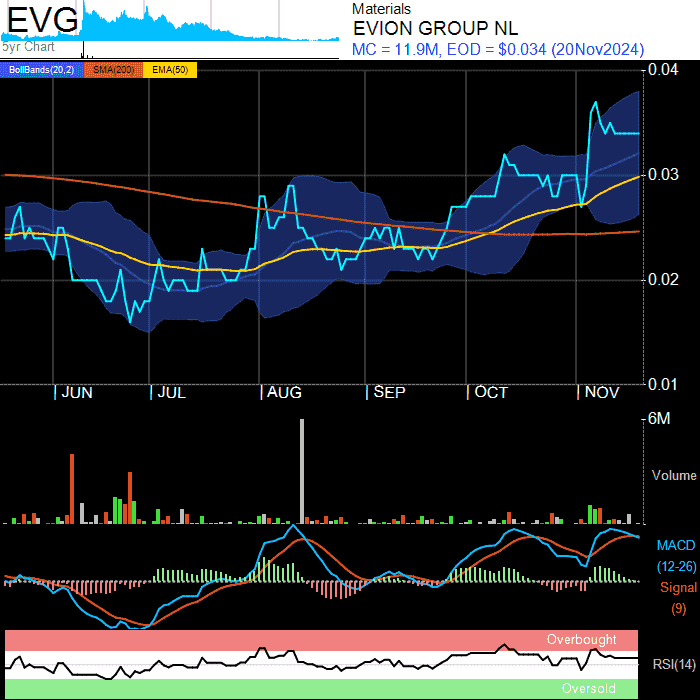 EVG
5yr Chart
Materials
EVION GROUP NL
MC = 11.9M, EOD = $0.034 (20Nov2024)
BollBands(20,2) SMA(200) EMA(50)
0.04
0.03
0.02
0.01
JUN JUL AUG SEP OCT NOV
6M
Volume
MACD
(12-26)
Signal
(9)
Overbought
RSI(14)
Oversold